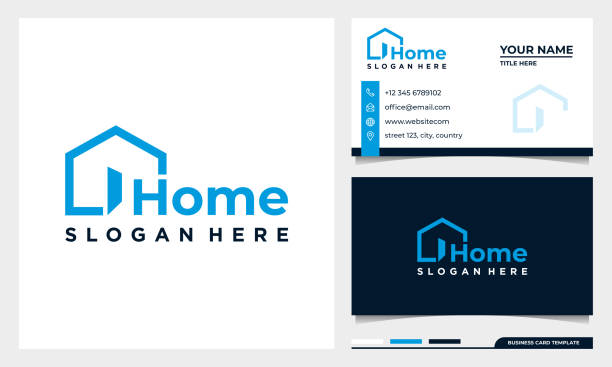 Home
SLOGAN HERE
Home
SLOGAN HERE
YOUR NAME
TITLE HERE
+12 345 6789102
office@email.com
www.websitecom
street 123, city, country
Home
SLOGAN HERE
BUSINESS CARD TEMPLATE